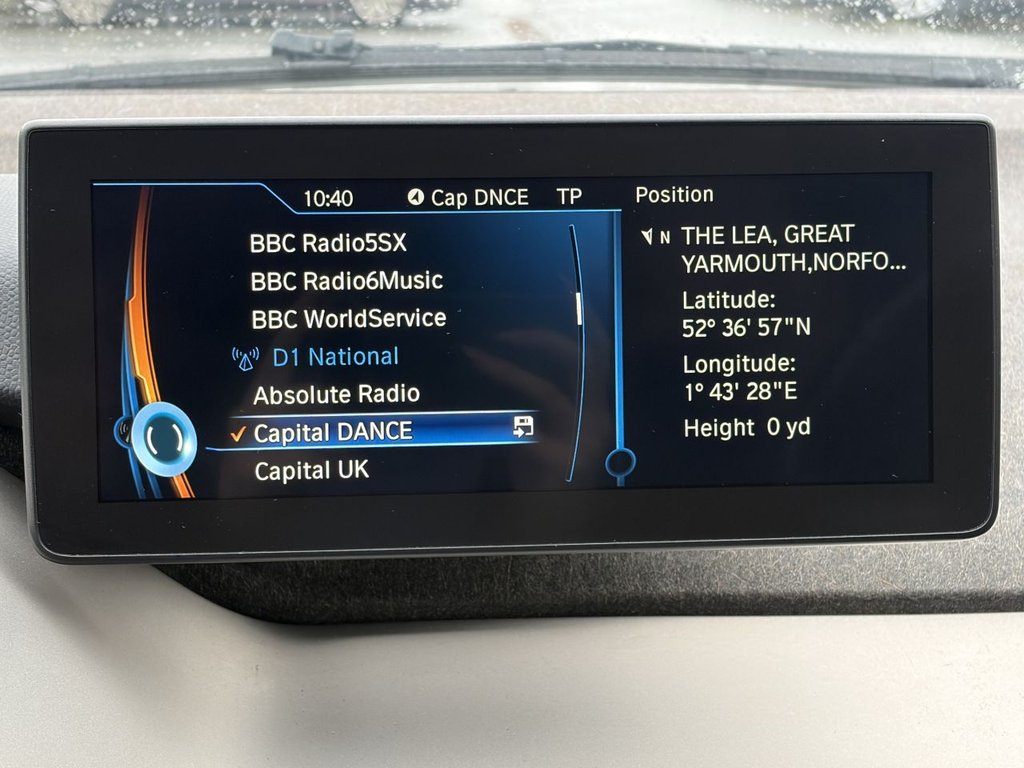 10:40 Cap DNCE TP
BBC Radio5SX
BBC Radio6Music
BBC WorldService
D1 National
Absolute Radio
Capital DANCE
Capital UK
Position
N THE LEA, GREAT
YARMOUTH,NORFO...
Latitude:
52° 36' 57"N
Longitude:
1° 43' 28"E
Height 0 yd